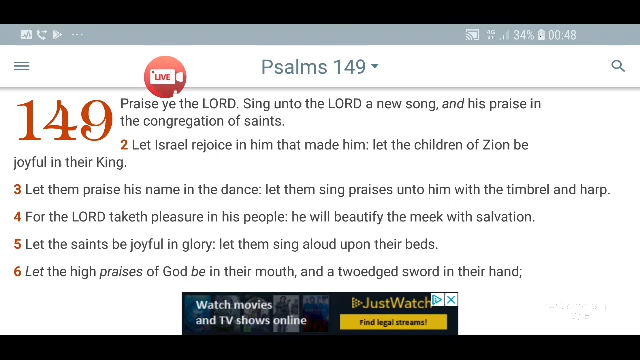 34% 00:48
LIVE
Psalms 149
149 Praise ye the LORD. Sing unto the LORD a new song, and his praise in
the congregation of saints.
2 Let Israel rejoice in him that made him: let the children of Zion be
joyful in their King.
3 Let them praise his name in the dance: let them sing praises unto him with the timbrel and harp.
4 For the LORD taketh pleasure in his people: he will beautify the meek with salvation.
5 Let the saints be joyful in glory: let them sing aloud upon their beds.
6 Let the high praises of God be in their mouth, and a twoedged sword in their hand;
Watch movies
and TV shows online
JustWatch
Find legal streams!